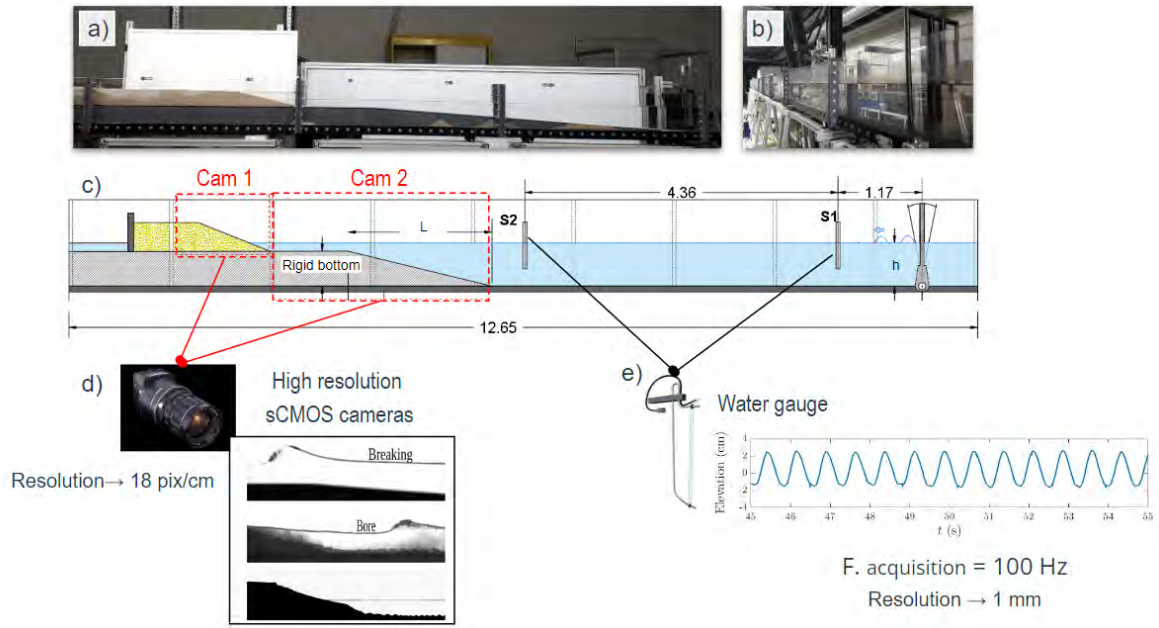 a)
b)
c)
Cam 1
Cam 2
4.36
1.17
S2
S1
L
h
Rigid bottom
12.65
d)
High resolution
sCMOS cameras
Resolution→ 18 pix/cm
Breaking
Bore
e)
Water gauge
Elevation (cm)
4
2
0
-2
-4
45
46
47
48
49
50
51
52
53
54
55
t (s)
F. acquisition = 100 Hz
Resolution → 1 mm